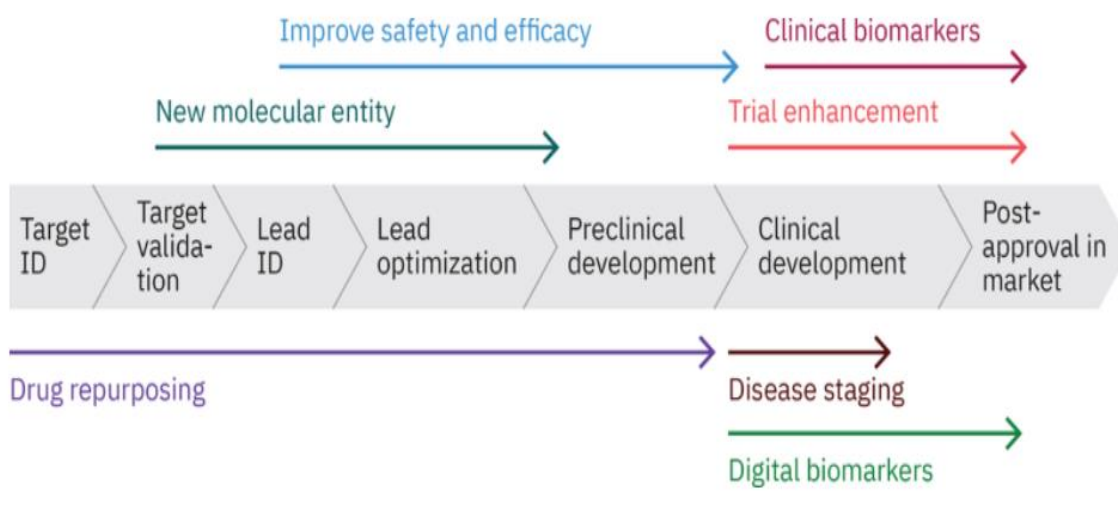 Improve safety and efficacy
Clinical biomarkers
New molecular entity
Trial enhancement
Target
ID
Target
valida-
tion
Lead
ID
Lead
optimization
Preclinical
development
Clinical
development
Post-
approval in
market
Drug repurposing
Disease staging
Digital biomarkers